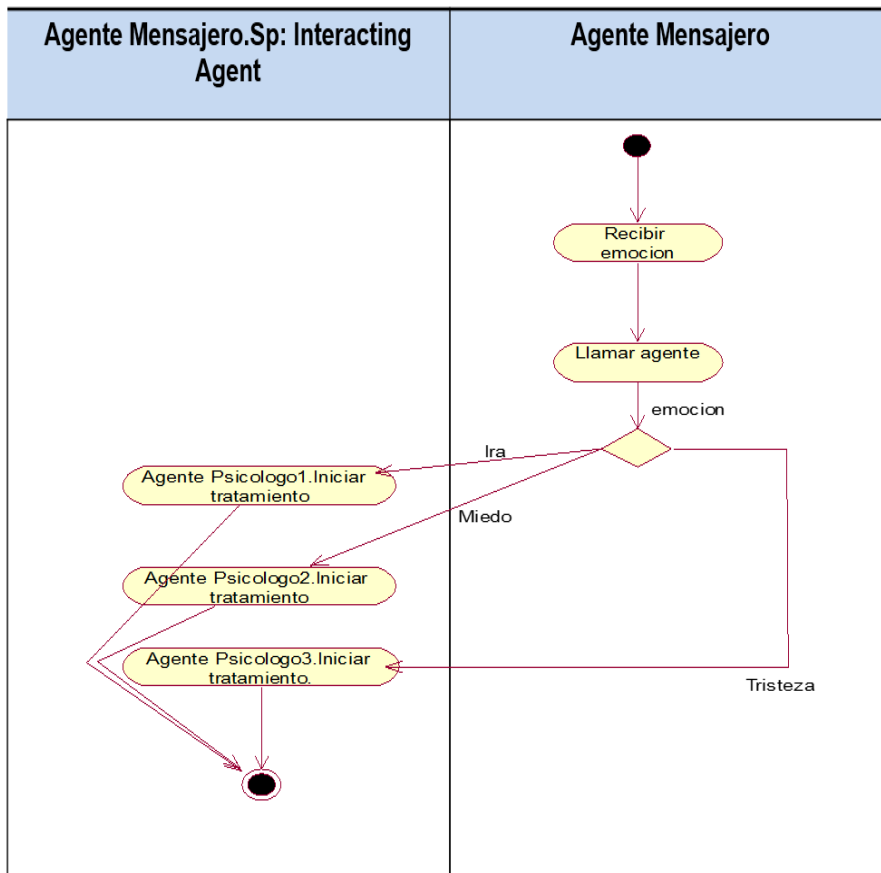 Agente Mensajero.Sp: Interacting
Agent
Agente Mensajero
Recibir
emocion
Llamar agente
emocion
Ira
Agente Psicologo1.Iniciar
tratamiento
Miedo
Agente Psicologo2.Iniciar
tratamiento
Agente Psicologo3.Iniciar
tratamiento.
Tristeza